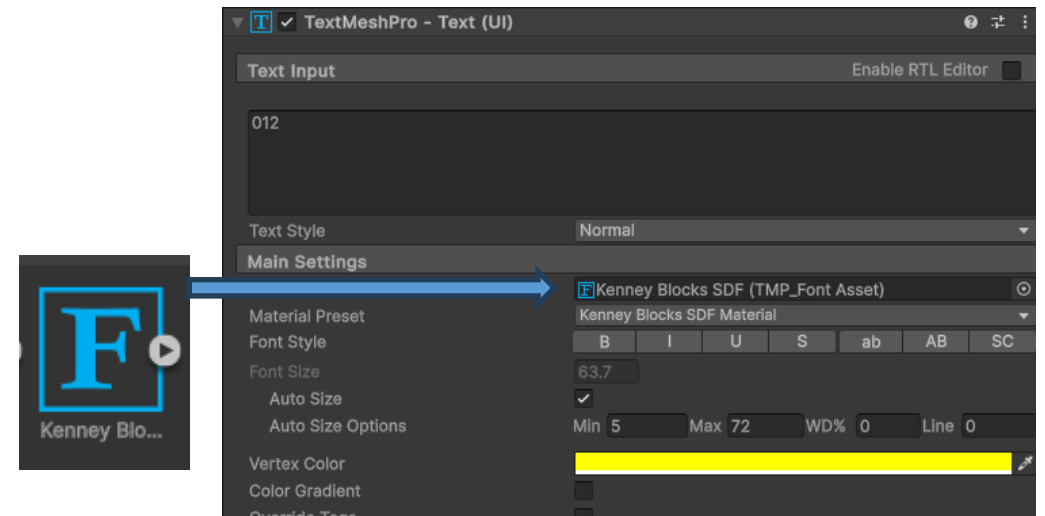 TextMeshPro - Text (UI)
Text Input Enable RTL Editor
012
Text Style Normal
Main Settings
Kenney Blocks SDF (TMP_Font Asset)
Material Preset Kenney Blocks SDF Material
Font Style B I U S ab AB SC
Font Size 63.7
Auto Size
Auto Size Options Min 5 Max 72 WD% 0 Line 0
Vertex Color
Color Gradient
Override Tags
F
Kenney Blo...